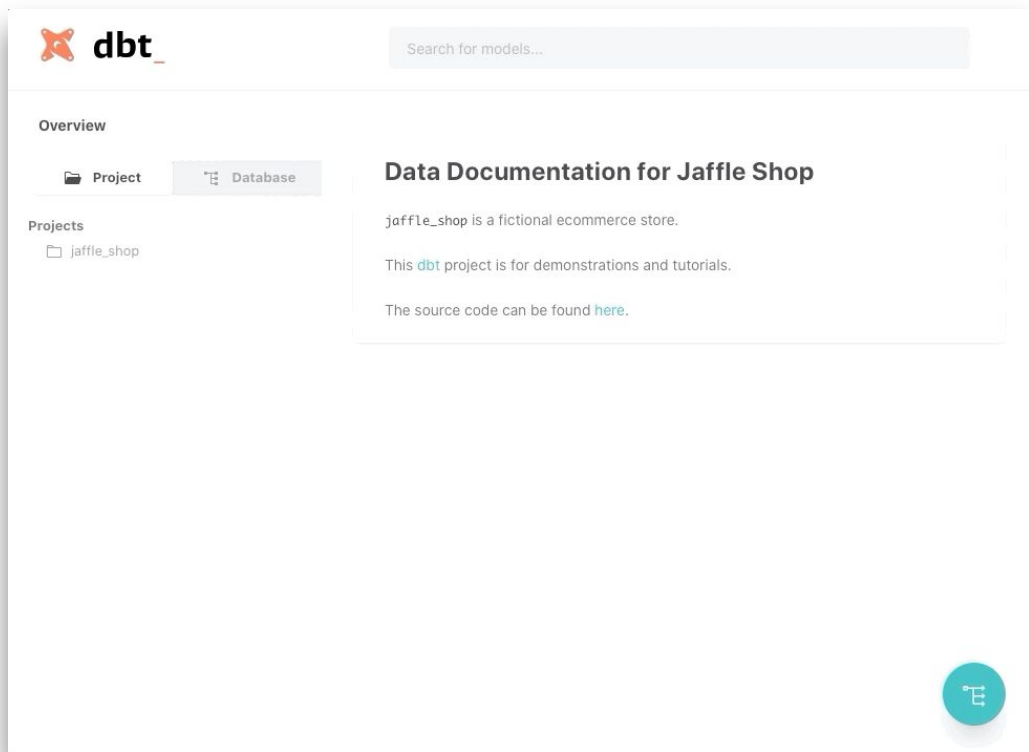 dbt_
Search for models...
Overview
Project
Database
Projects
jaffle_shop
Data Documentation for Jaffle Shop
jaffle_shop is a fictional ecommerce store.
This dbt project is for demonstrations and tutorials.
The source code can be found here.